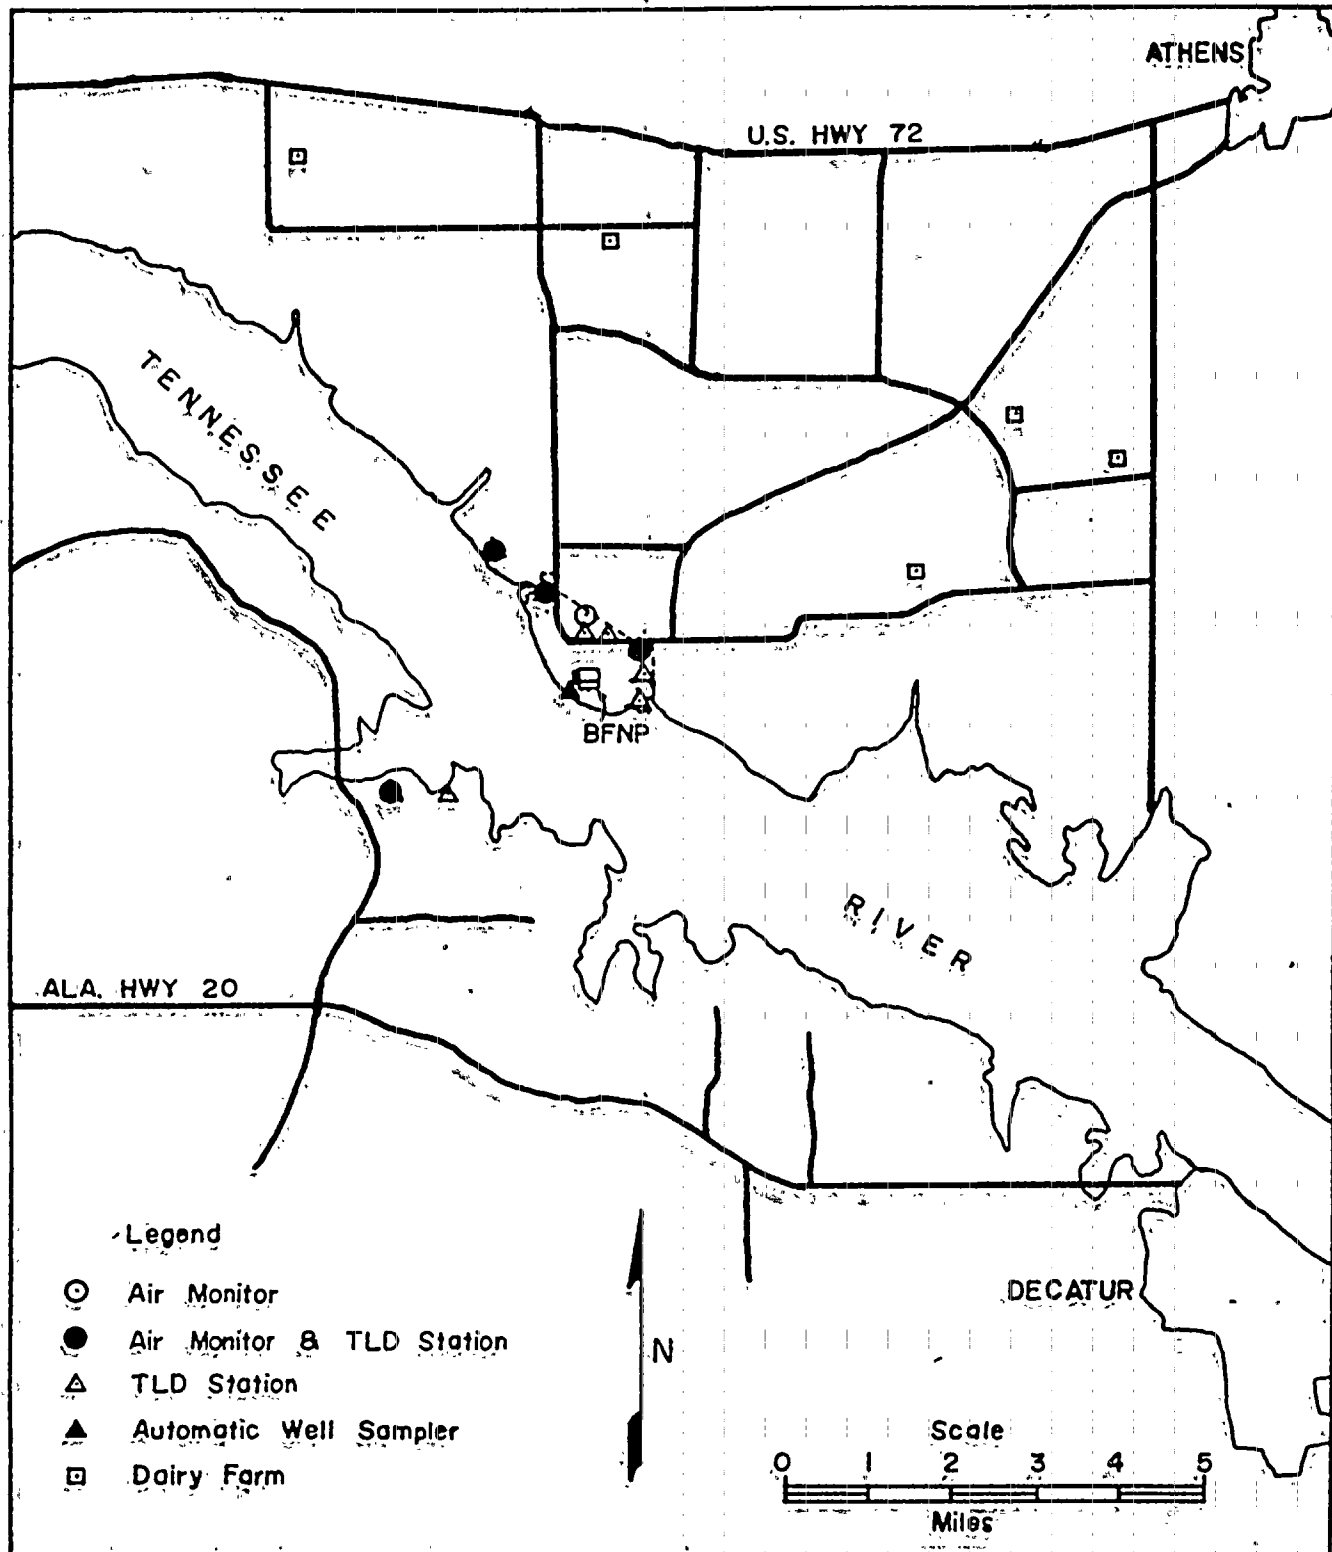 ATHENS
U.S. HWY 72
TENNESSEE
BFNP
RIVER
ALA. HWY 20
Legend
Air Monitor
Air Monitor & TLD Station
TLD Station
Automatic Well Sampler
Dairy Farm
N
DECATUR
Scale
0 1 2 3 4 5
Miles